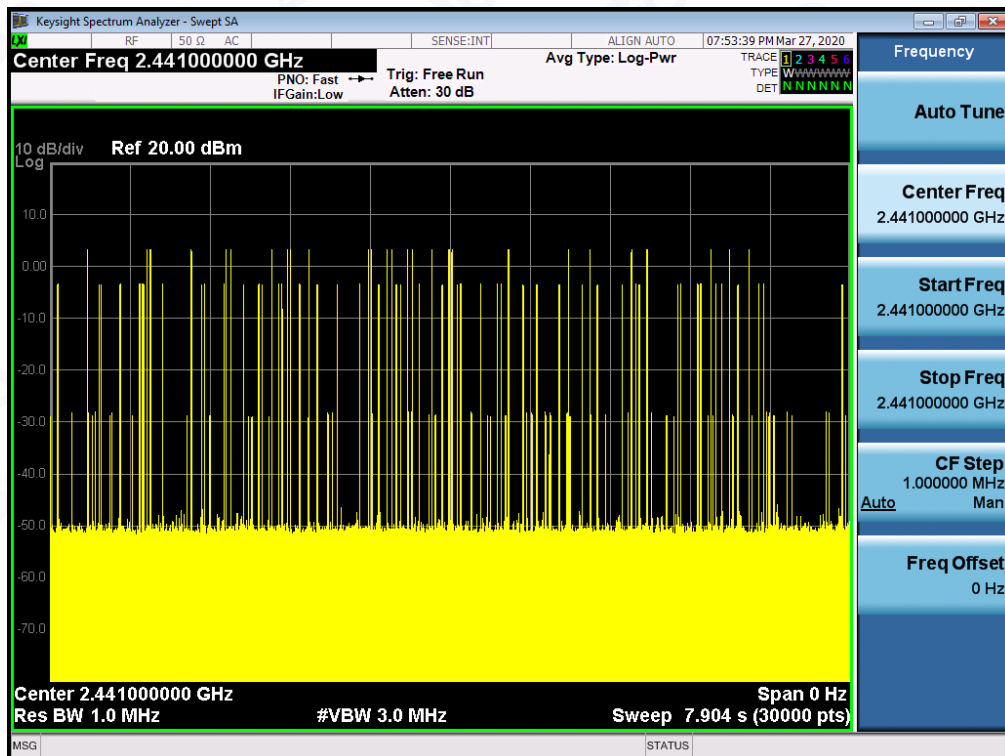 Keysight Spectrum Analyzer - Swept SA
LXI RF 50 Ω AC SENSE:INT ALIGN AUTO 07:53:39 PM Mar 27, 2020
Center Freq 2.441000000 GHz
PNO: Fast
IFGain:Low
Trig: Free Run
Atten: 30 dB
Avg Type: Log-Pwr
TRACE 1 2 3 4 5 6
TYPE W
DET N N N N N N
10 dB/div
Log
Ref 20.00 dBm
10.0
0.00
-10.0
-20.0
-30.0
-40.0
-50.0
-60.0
-70.0
Center 2.441000000 GHz
Span 0 Hz
Res BW 1.0 MHz
#VBW 3.0 MHz
Sweep 7.904 s (30000 pts)
MSG
STATUS
Frequency
Auto Tune
Center Freq
2.441000000 GHz
Start Freq
2.441000000 GHz
Stop Freq
2.441000000 GHz
CF Step
1.000000 MHz
Auto Man
Freq Offset
0 Hz